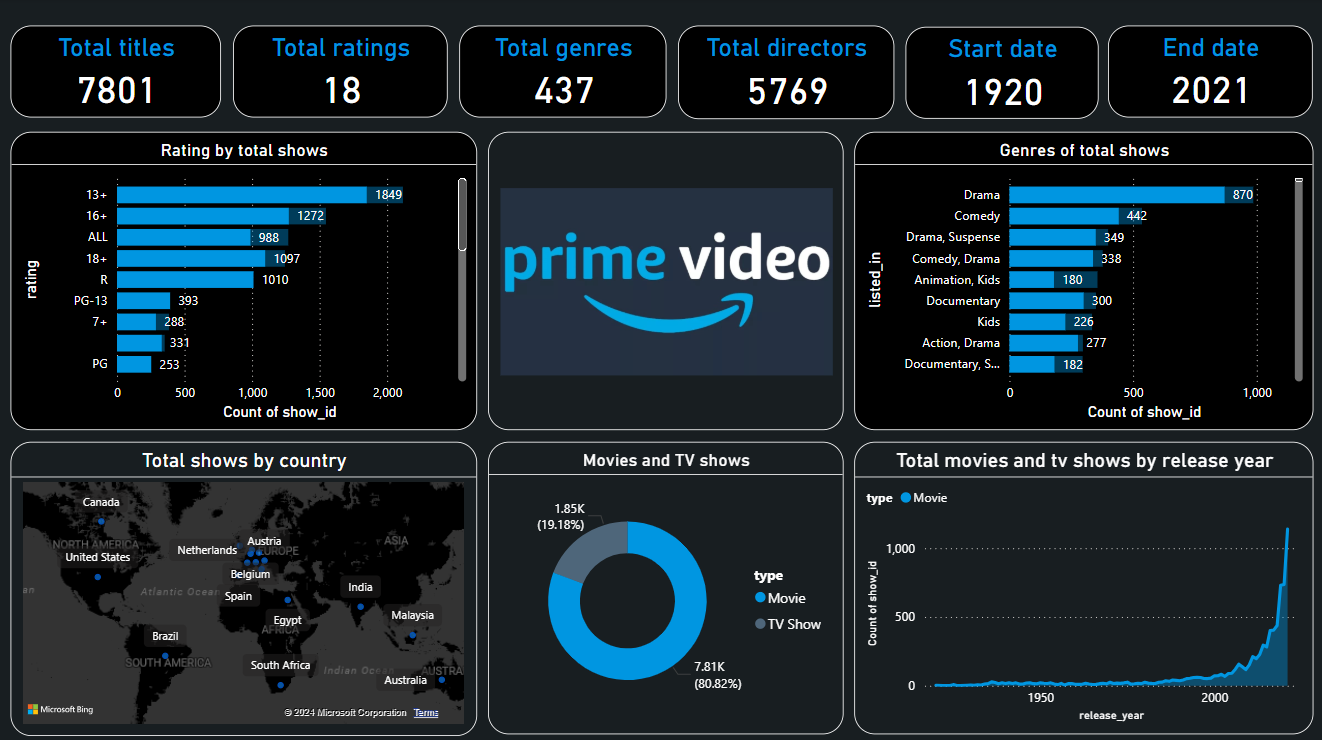 Total titles
7801
Total ratings
18
Total genres
437
Total directors
5769
Start date
1920
End date
2021
Rating by total shows
rating
13+ 1849
16+ 1272
ALL 988
18+ 1097
R 1010
PG-13 393
7+ 288
331
PG 253
0 500 1,000 1,500 2,000
Count of show_id
prime video
Genres of total shows
listed_in
Drama 870
Comedy 442
Drama, Suspense 349
Comedy, Drama 338
Animation, Kids 180
Documentary 300
Kids 226
Action, Drama 277
Documentary, S... 182
0 500 1,000
Count of show_id
Total shows by country
Canada
NORTH AMERICA
United States
Netherlands
Austria
EUROPE
ASIA
Belgium
Atlantic Ocean
Spain
India
Egypt
AFRICA
Malaysia
Brazil
SOUTH AMERICA
South Africa
Indian Ocean
AUSTRA
Australia
an
Microsoft Bing
© 2024 Microsoft Corporation Terms
Movies and TV shows
1.85K
(19.18%)
type
Movie
TV Show
7.81K
(80.82%)
Total movies and tv shows by release year
type Movie
Count of show_id
1,000
500
0
1950 2000
release_year